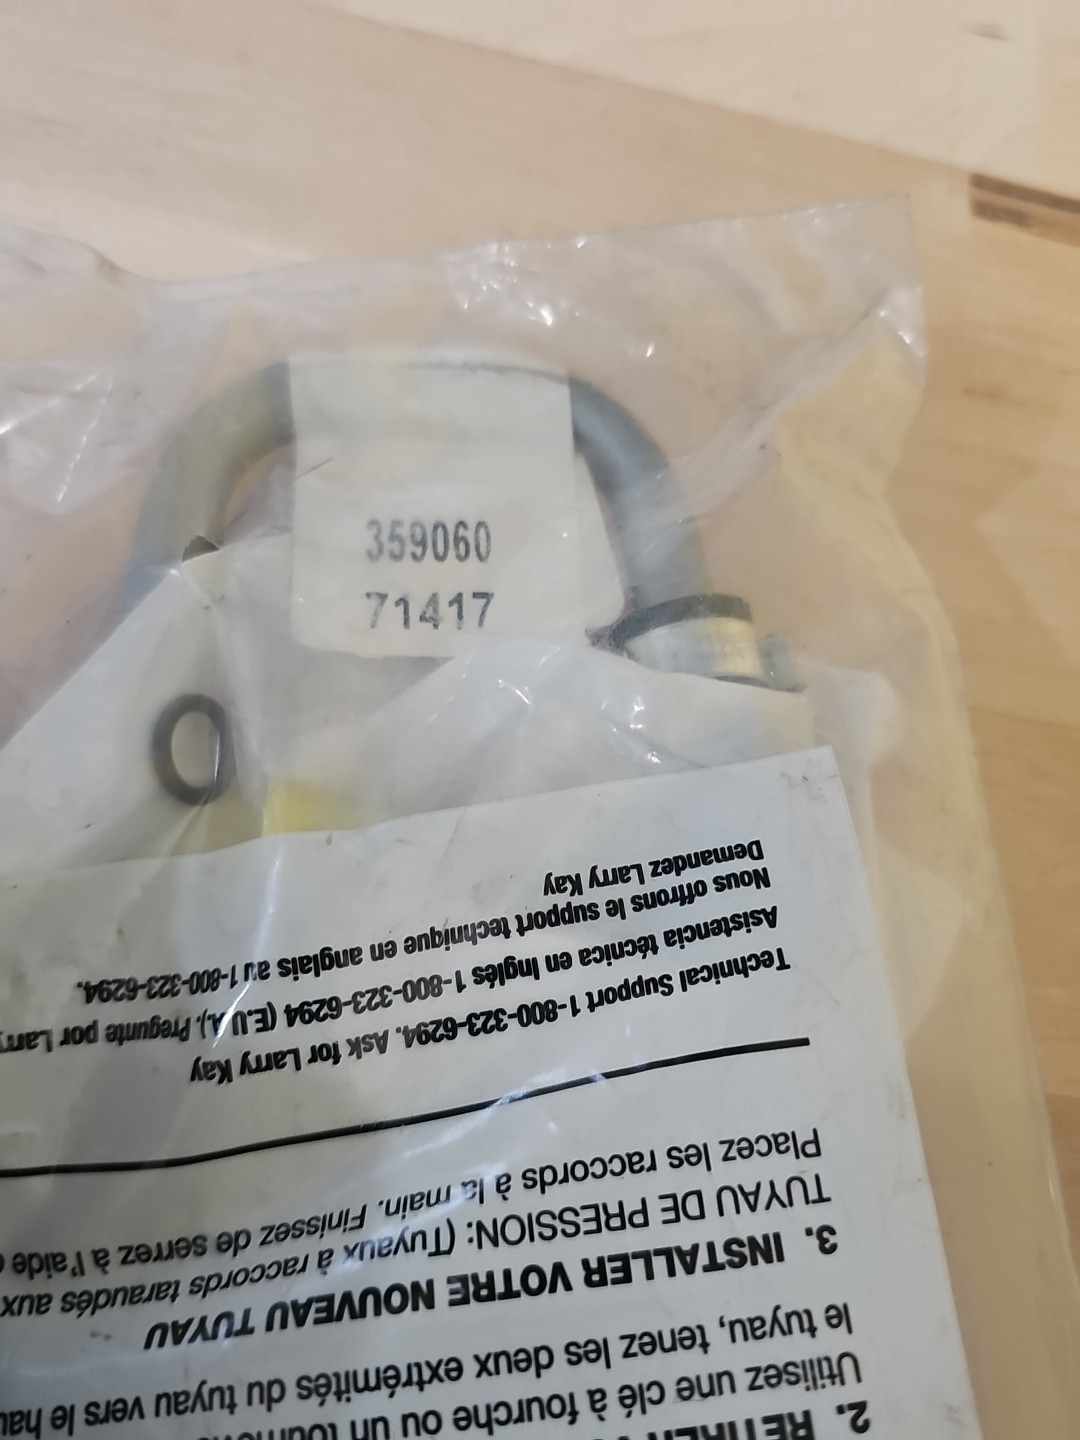 359060
71417
2. RETIRER
Utilisez une clé à fourche ou un
le tuyau, tenez les deux extrémités du tuyau vers le
3. INSTALLER VOTRE NOUVEAU TUYAU
TUYAU DE PRESSION: (Tuyaux à raccords taraudés aux
Placez les raccords à la main. Finissez de serrez à l'aide
Technical Support 1-800-323-6294. Ask for Larry Kay
Asistencia técnica en Inglés 1-800-323-6294 (E.U.A). Pregunte por Larry
Nous offrons le support technique en anglais au 1-800-323-6294.
Demandez Larry Kay